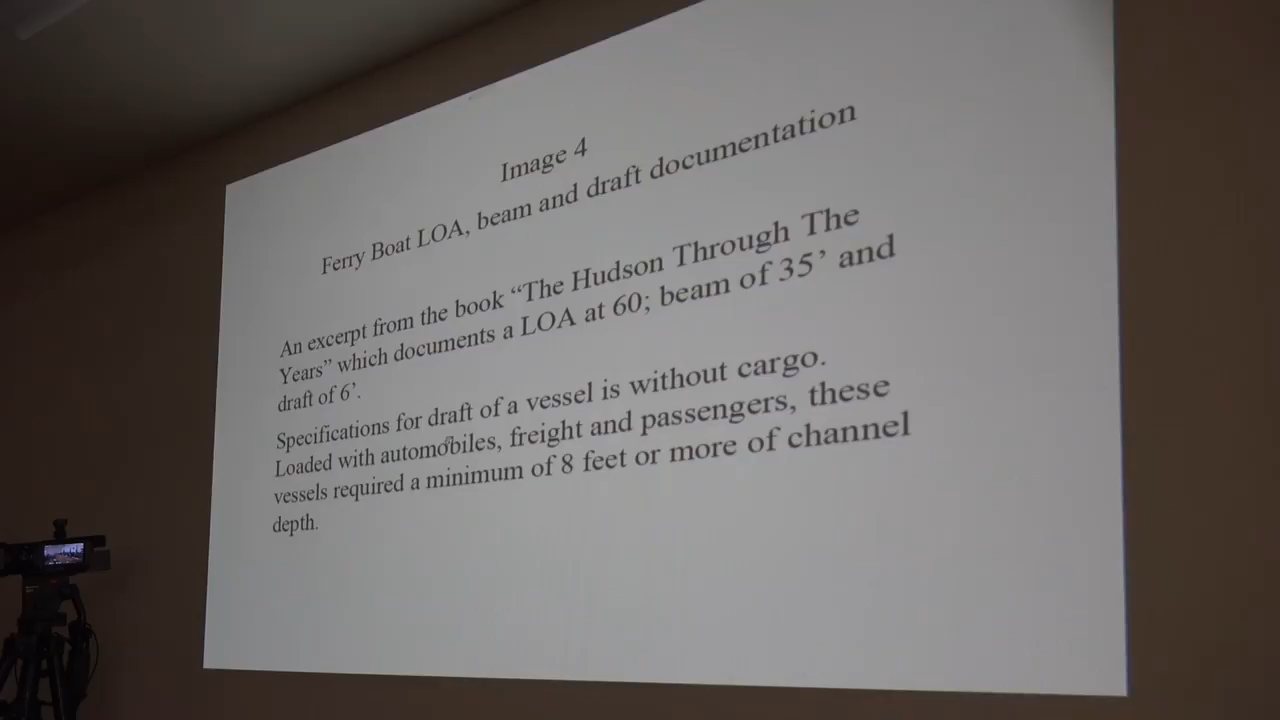 Image 4
Ferry Boat LOA, beam and draft documentation
An excerpt from the book “The Hudson Through The
Years” which documents a LOA at 60; beam of 35’ and
draft of 6’.
Specifications for draft of a vessel is without cargo.
Loaded with automobiles, freight and passengers, these
vessels required a minimum of 8 feet or more of channel
depth.